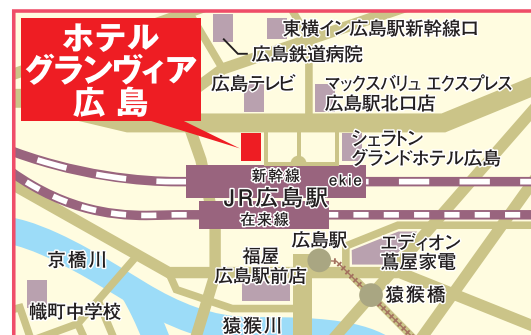 ホテル
グランヴィア
広島
東横イン広島駅新幹線口
広島鉄道病院
広島テレビ
マックスバリュ エクスプレス
広島駅北口店
シェラトン
グランドホテル広島
新幹線
ekie
JR広島駅
在来線
京橋川
福屋
広島駅前店
広島駅
エディオン
蔦屋家電
幟町中学校
猿猴橋
猿猴川